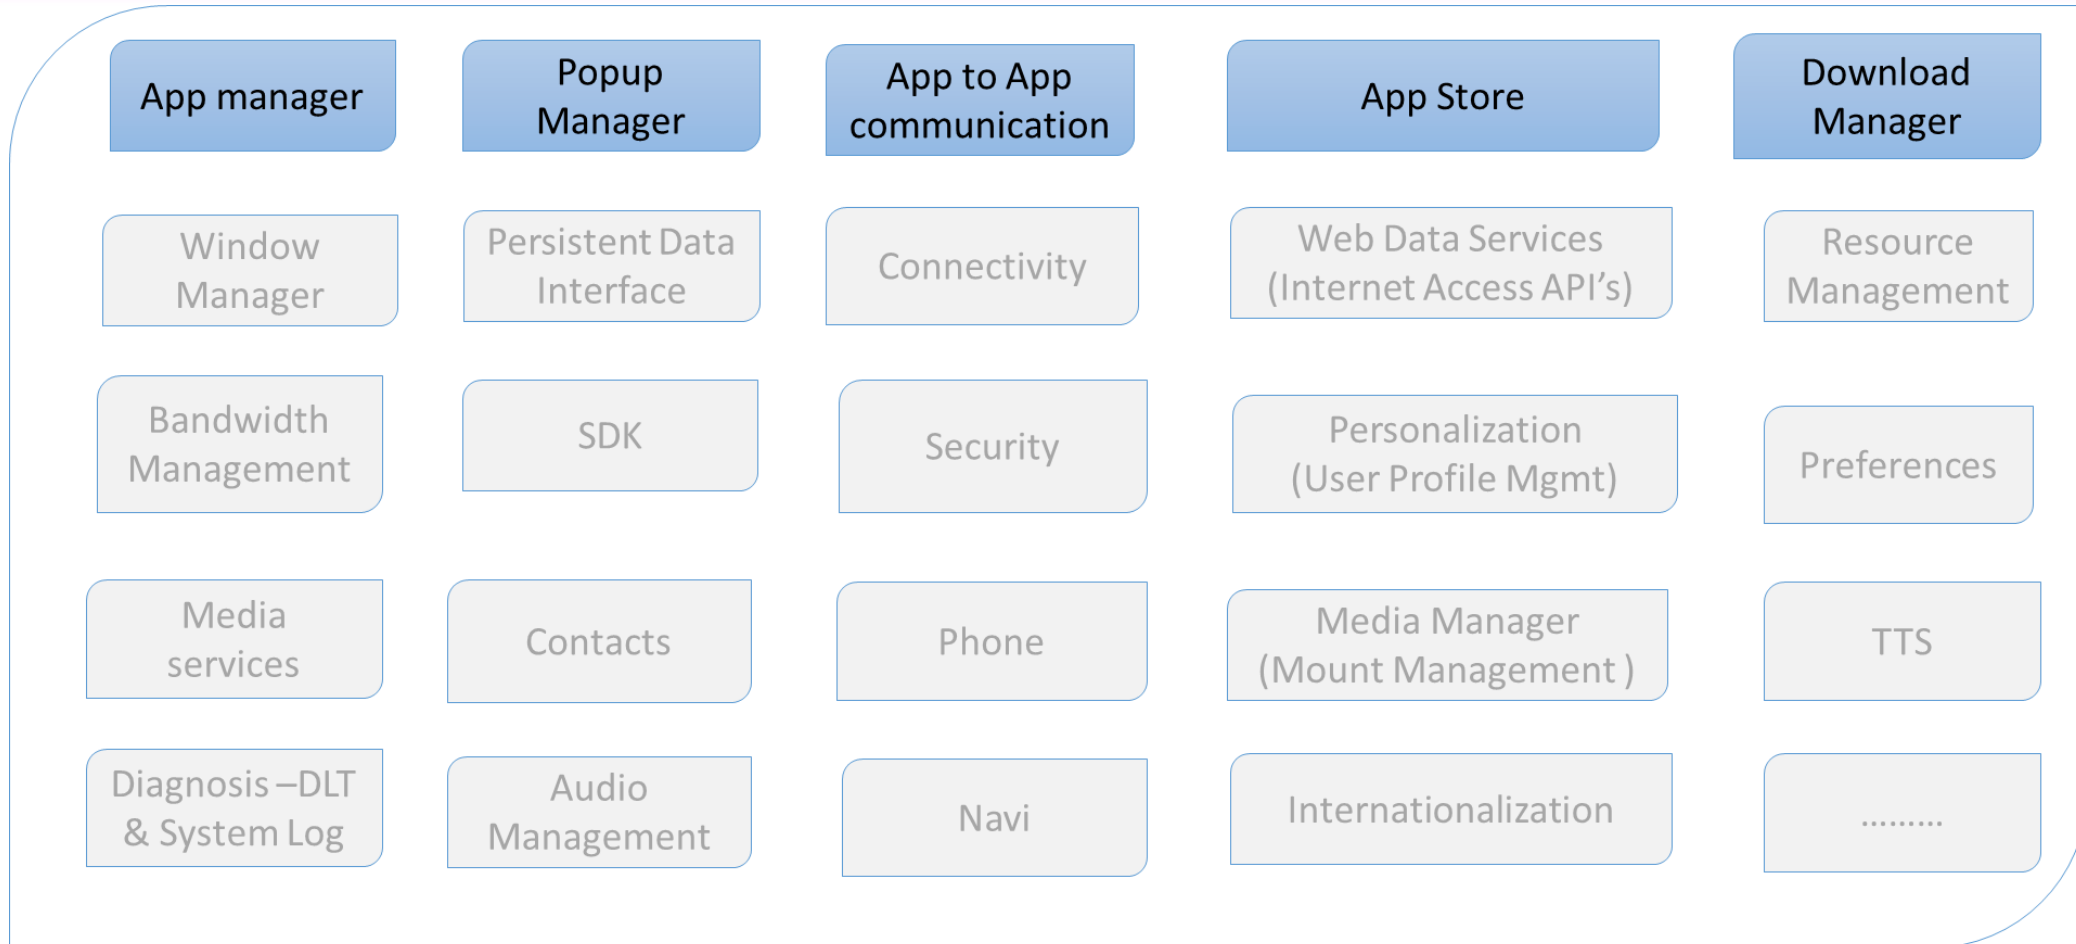 App manager
Popup
Manager
App to App
communication
App Store
Download
Manager
Window
Manager
Persistent Data
Interface
Connectivity
Web Data Services
(Internet Access API’s)
Resource
Management
Bandwidth
Management
SDK
Security
Personalization
(User Profile Mgmt)
Preferences
Media
services
Contacts
Phone
Media Manager
(Mount Management )
TTS
Diagnosis –DLT
& System Log
Audio
Management
Navi
Internationalization
.........